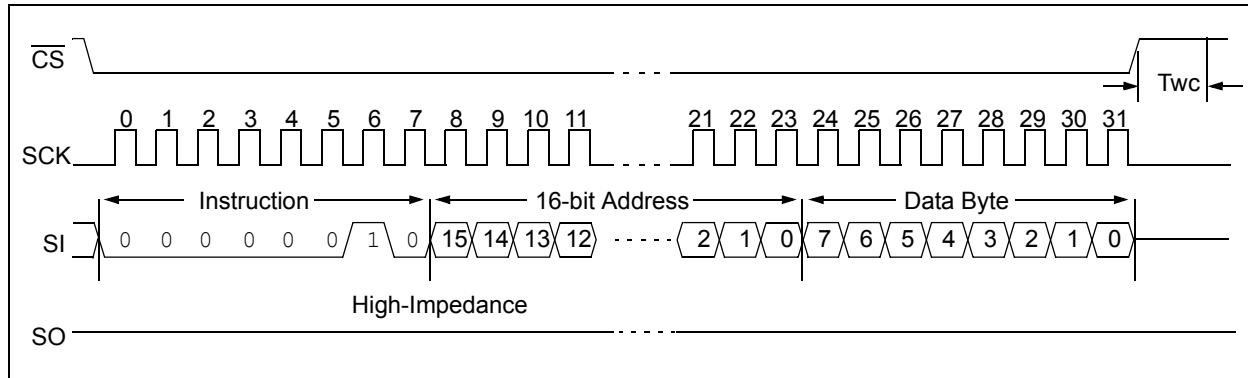 CS
Twc
0 1 2 3 4 5 6 7 8 9 10 11 21 22 23 24 25 26 27 28 29 30 31
SCK
Instruction 16-bit Address Data Byte
SI 0 0 0 0 0 0 1 0 15 14 13 12 2 1 0 7 6 5 4 3 2 1 0
High-Impedance
SO